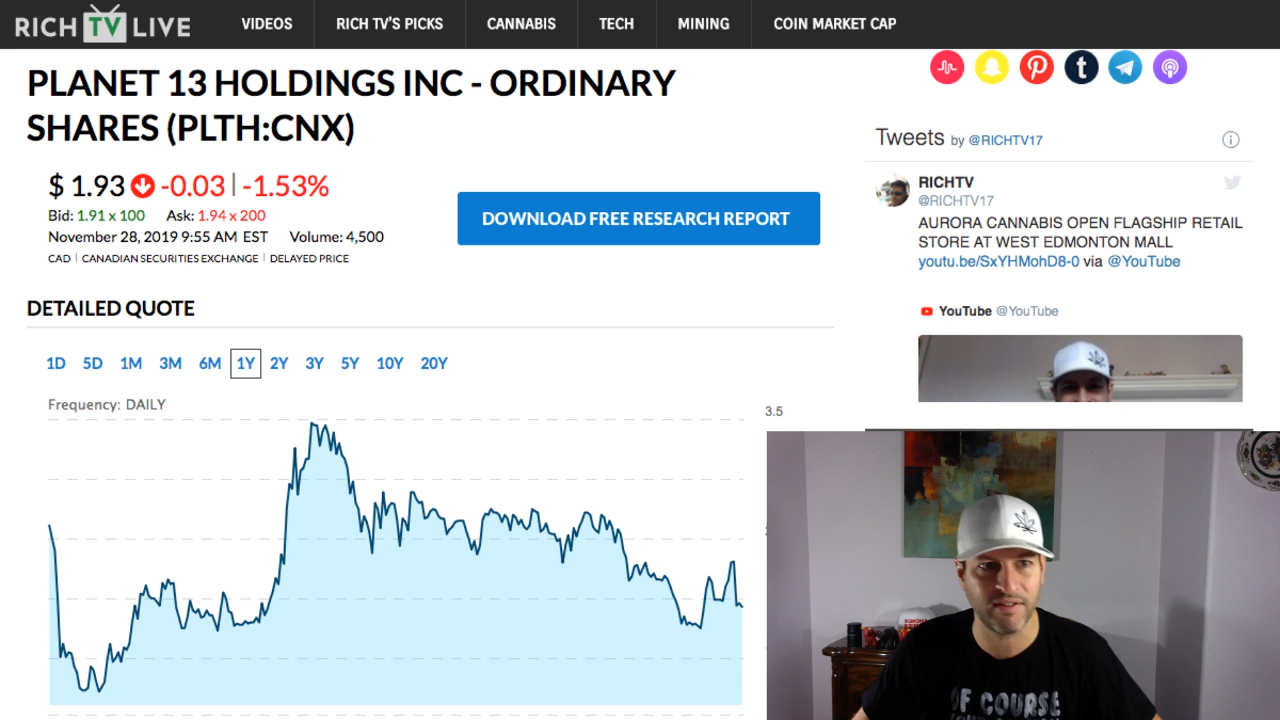 RICH TV LIVE
VIDEOS
RICH TV'S PICKS
CANNABIS
TECH
MINING
COIN MARKET CAP
PLANET 13 HOLDINGS INC - ORDINARY
SHARES (PLTH:CNX)
$ 1.93 -0.03 | -1.53%
Bid: 1.91 x 100 Ask: 1.94 x 200
November 28, 2019 9:55 AM EST Volume: 4,500
CAD | CANADIAN SECURITIES EXCHANGE | DELAYED PRICE
DOWNLOAD FREE RESEARCH REPORT
DETAILED QUOTE
1D 5D 1M 3M 6M 1Y 2Y 3Y 5Y 10Y 20Y
Frequency: DAILY
3.5
Tweets by @RICHTV17
RICHTV
@RICHTV17
AURORA CANNABIS OPEN FLAGSHIP RETAIL
STORE AT WEST EDMONTON MALL
youtu.be/SxYHMohD8-0 via @YouTube
YouTube @YouTube
OF COURSE